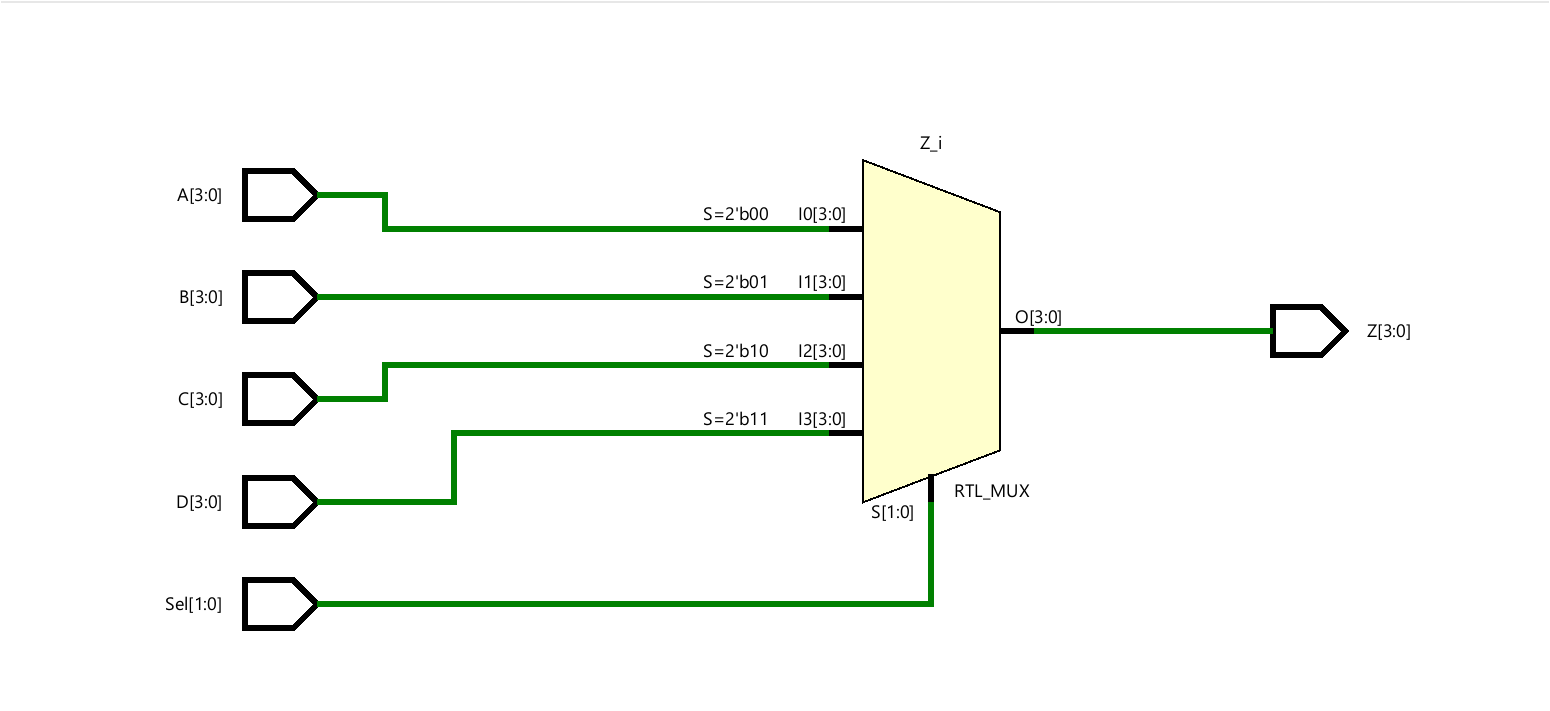 Z_i
A[3:0]
S=2'b00 I0[3:0]
B[3:0]
S=2'b01 I1[3:0]
O[3:0]
Z[3:0]
S=2'b10 I2[3:0]
C[3:0]
S=2'b11 I3[3:0]
D[3:0]
RTL_MUX
S[1:0]
Sel[1:0]